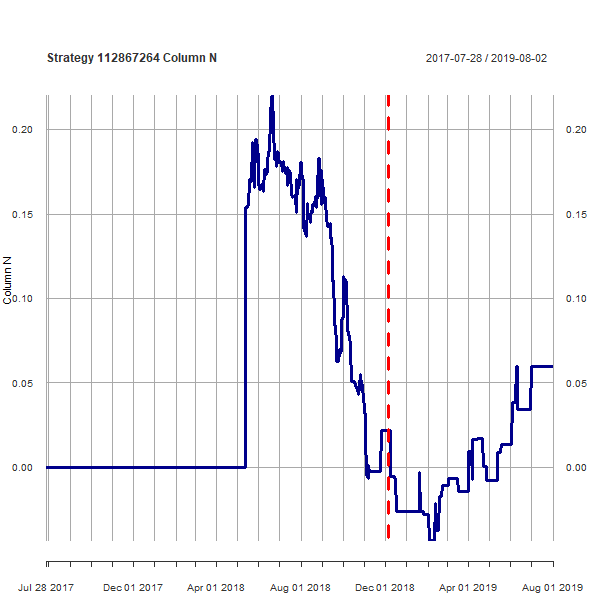 Strategy 112867264 Column N
2017-07-28 / 2019-08-02
Column N
0.20
0.15
0.10
0.05
0.00
0.20
0.15
0.10
0.05
0.00
Jul 28 2017
Dec 01 2017
Apr 01 2018
Aug 01 2018
Dec 01 2018
Apr 01 2019
Aug 01 2019